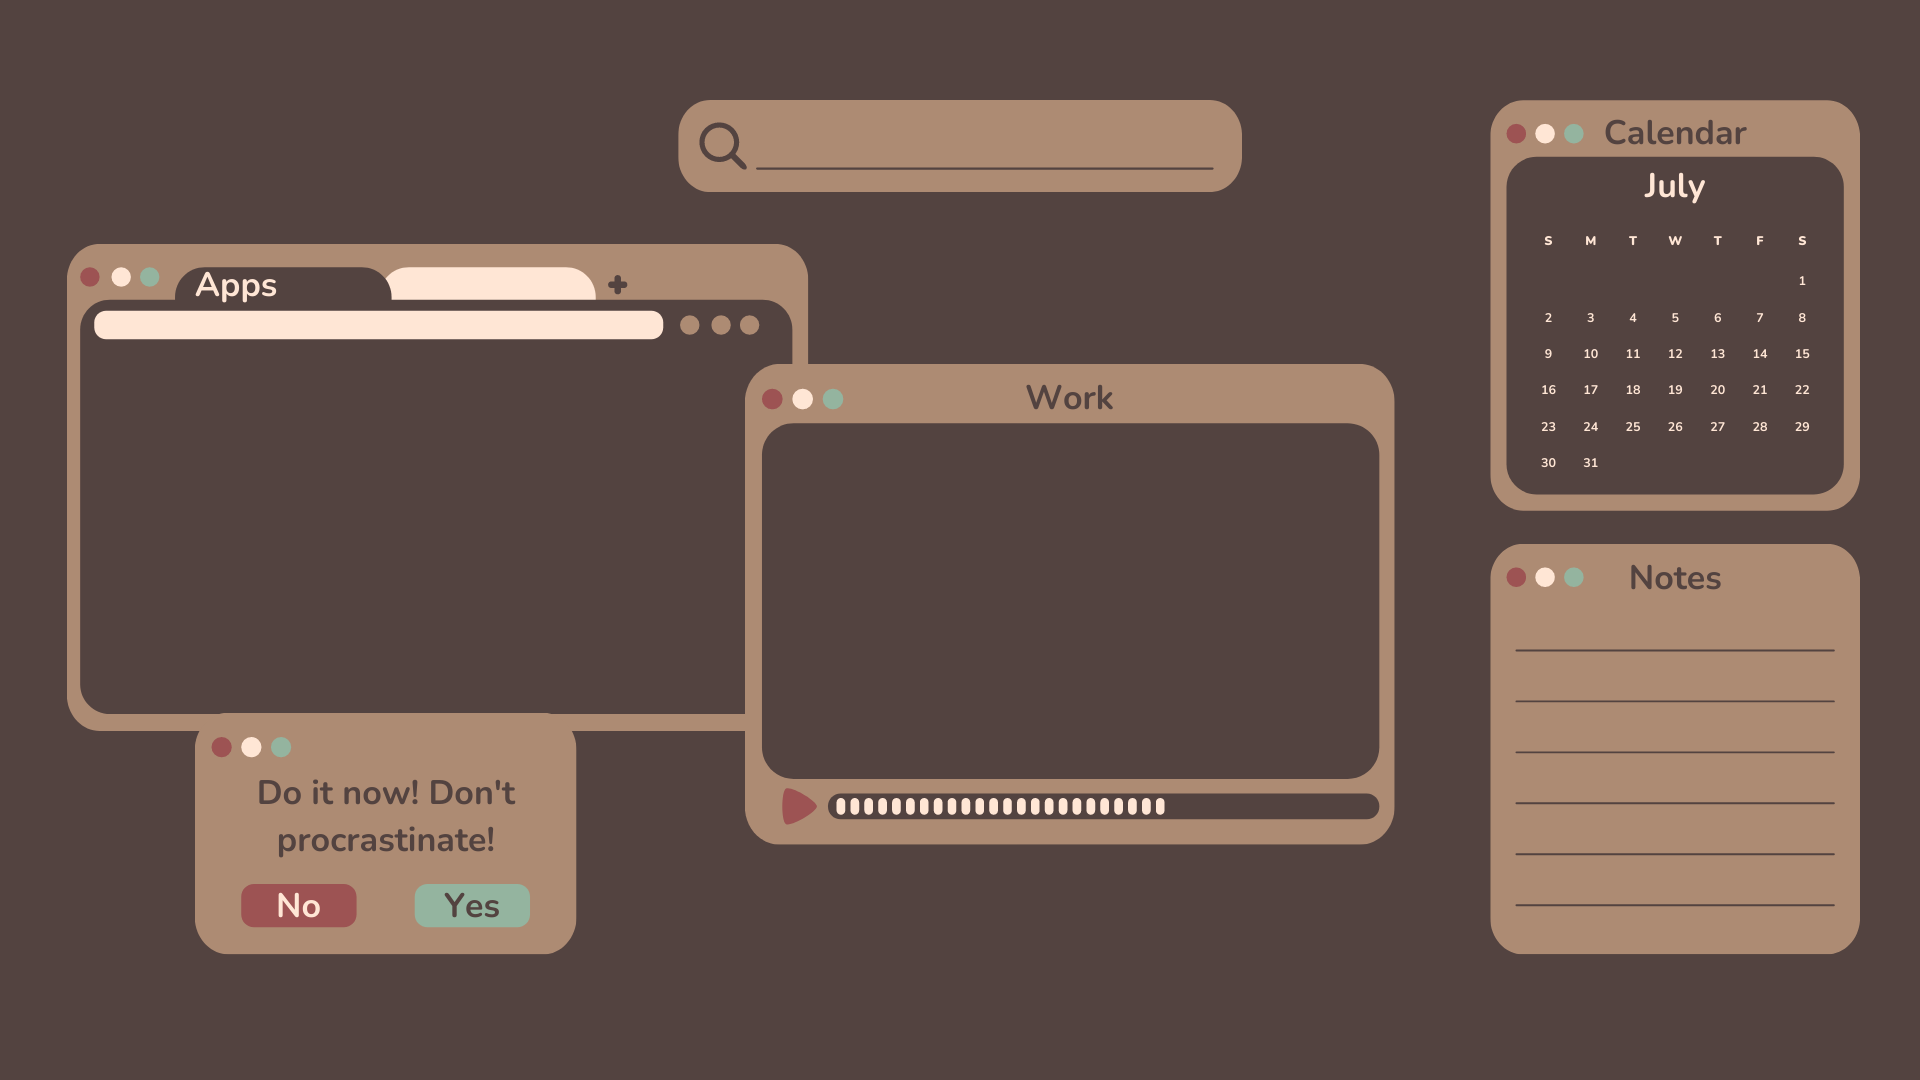 Apps
Work
Do it now! Don't
procrastinate!
No Yes
Calendar
July
S M T W T F S
1
2 3 4 5 6 7 8
9 10 11 12 13 14 15
16 17 18 19 20 21 22
23 24 25 26 27 28 29
30 31
Notes